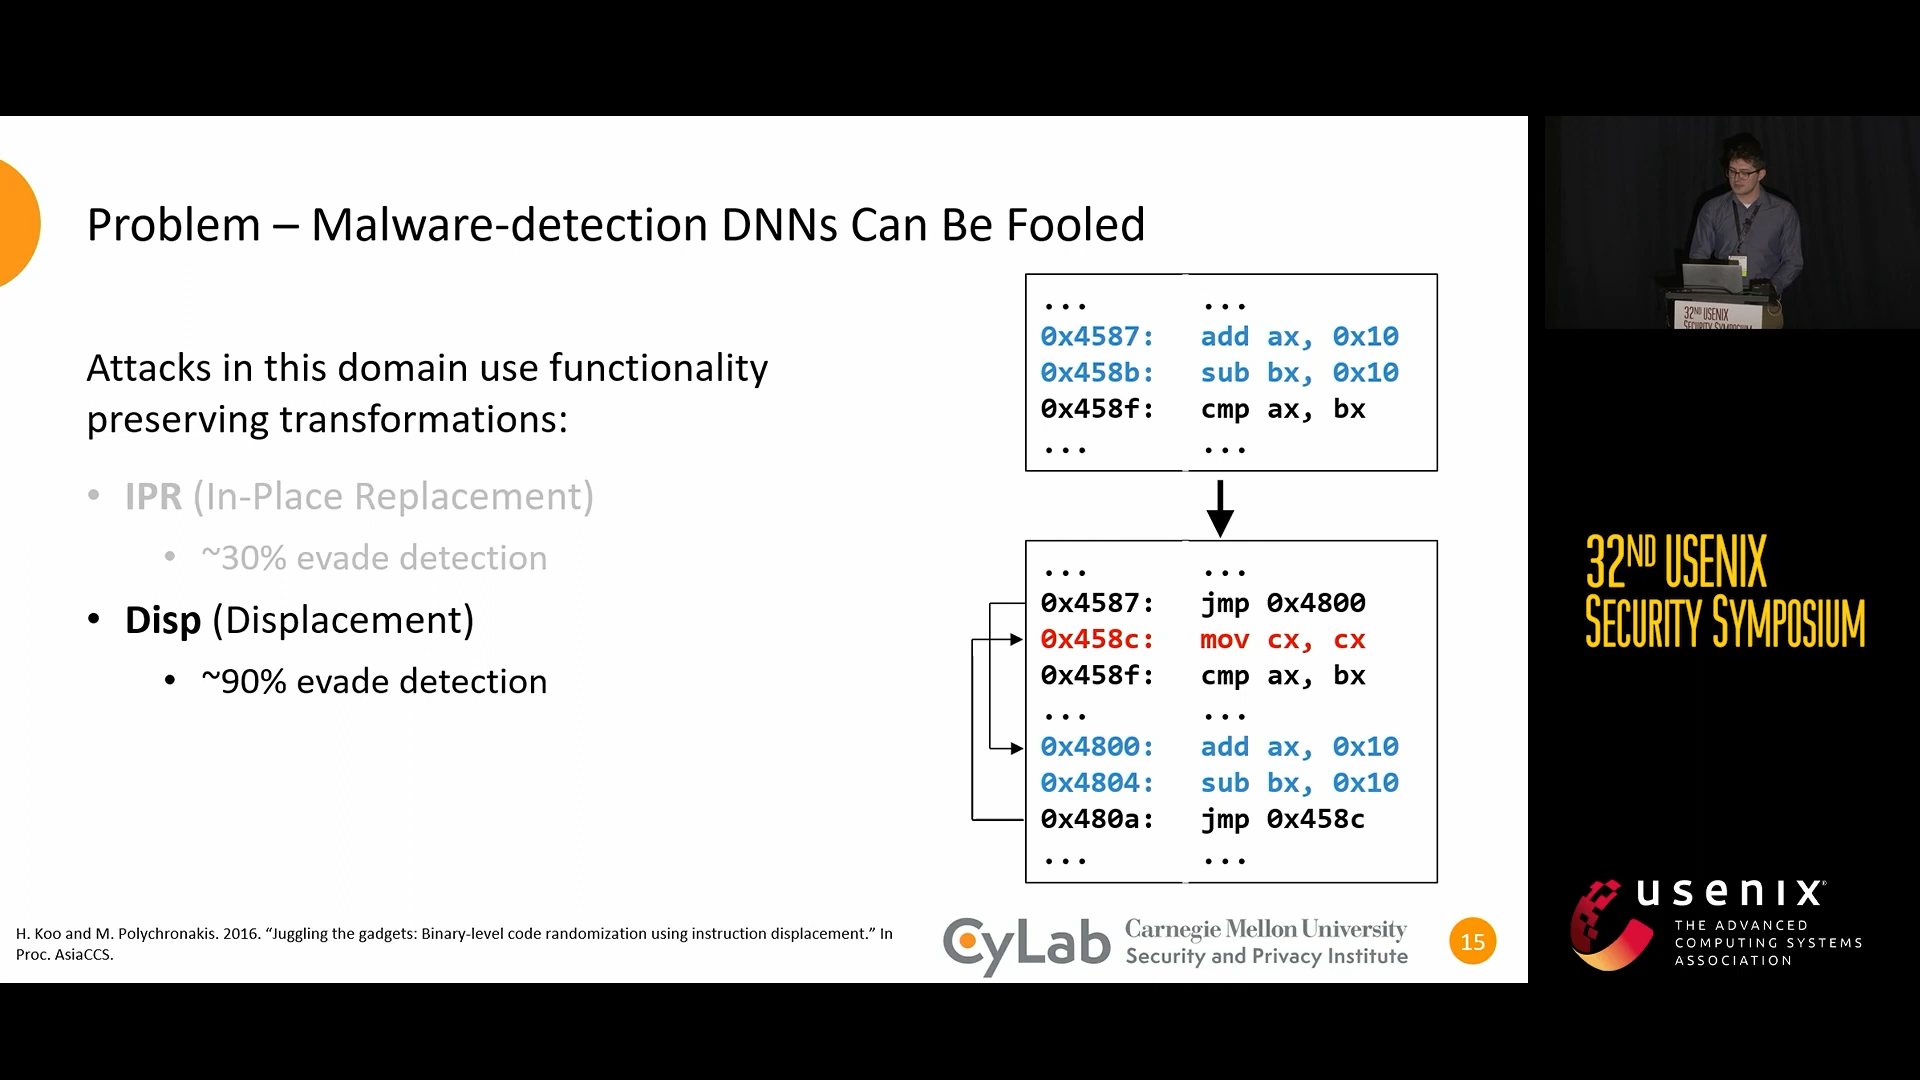 Problem – Malware-detection DNNs Can Be Fooled
Attacks in this domain use functionality
preserving transformations:
• IPR (In-Place Replacement)
• ~30% evade detection
• Disp (Displacement)
• ~90% evade detection
... ...
0x4587: add ax, 0x10
0x458b: sub bx, 0x10
0x458f: cmp ax, bx
... ...
... ...
0x4587: jmp 0x4800
0x458c: mov cx, cx
0x458f: cmp ax, bx
... ...
0x4800: add ax, 0x10
0x4804: sub bx, 0x10
0x480a: jmp 0x458c
... ...
H. Koo and M. Polychronakis. 2016. “Juggling the gadgets: Binary-level code randomization using instruction displacement.” In
Proc. AsiaCCS.
CyLab
Carnegie Mellon University
Security and Privacy Institute
15
32ND USENIX
SECURITY SYMPOSIUM
32ND USENIX
SECURITY SYMPOSIUM
usenix®
THE ADVANCED
COMPUTING SYSTEMS
ASSOCIATION